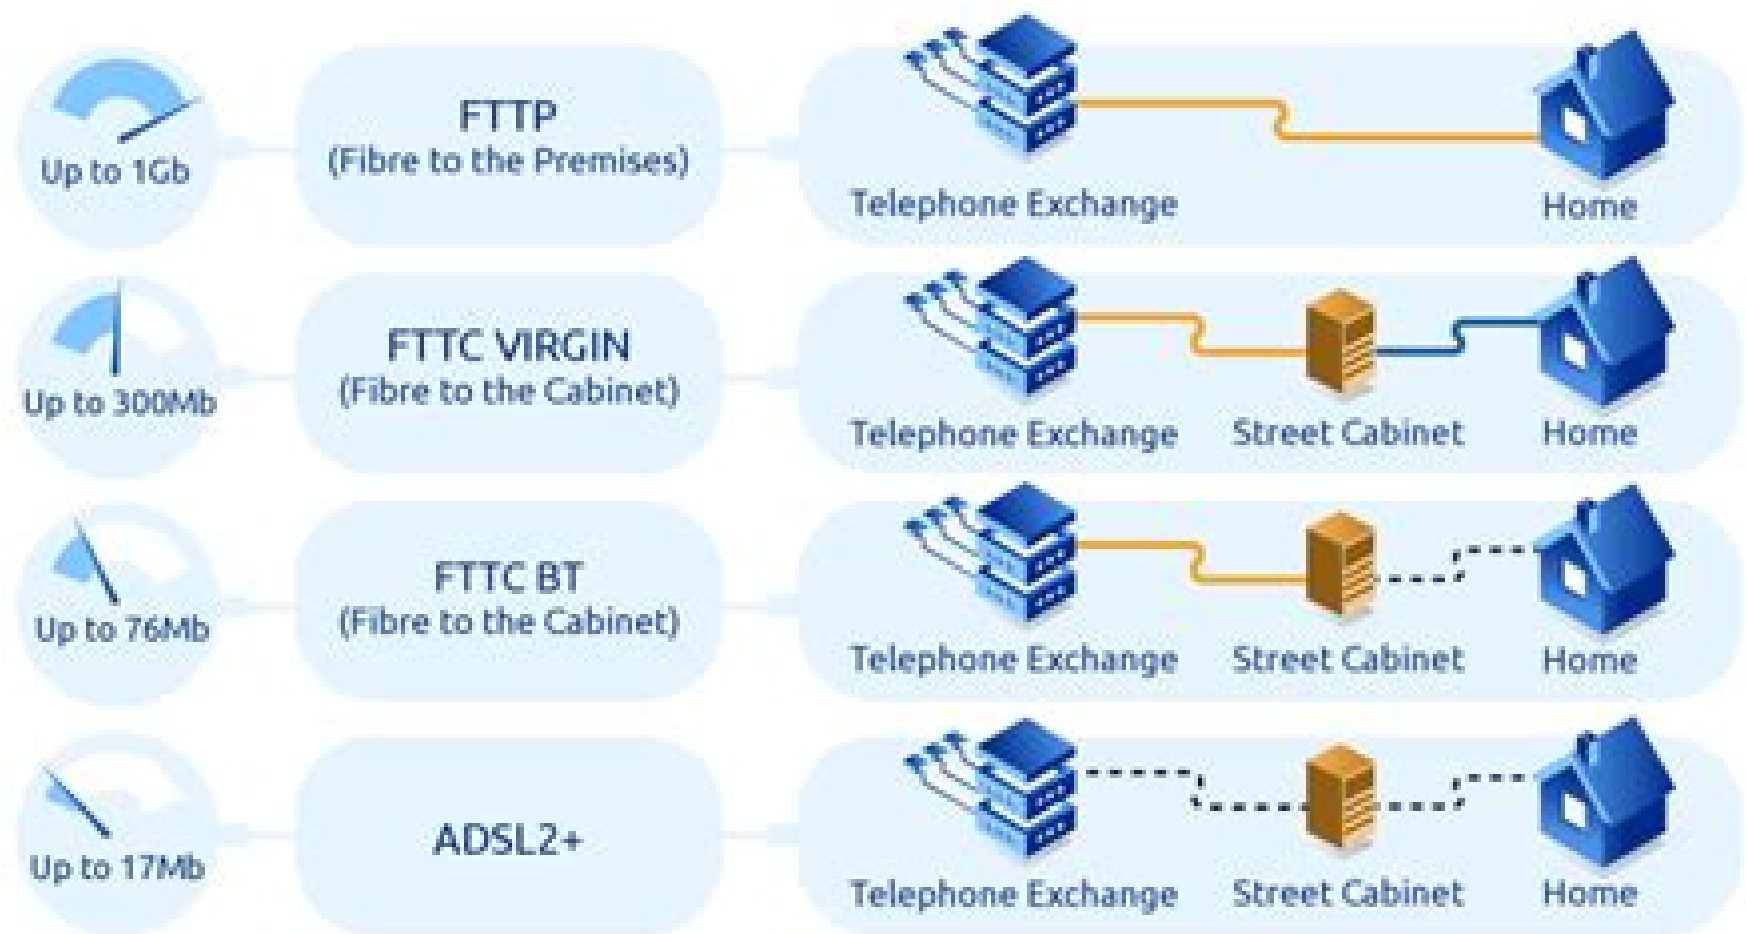 Up to 1Gb
FTTP
(Fibre to the Premises)
Telephone Exchange
Home
Up to 300Mb
FTTC VIRGIN
(Fibre to the Cabinet)
Telephone Exchange
Street Cabinet
Home
Up to 76Mb
FTTC BT
(Fibre to the Cabinet)
Telephone Exchange
Street Cabinet
Home
Up to 17Mb
ADSL2+
Telephone Exchange
Street Cabinet
Home